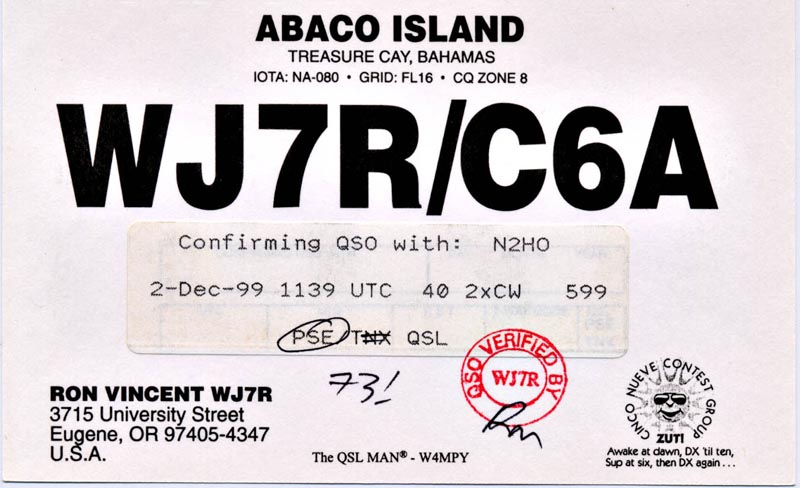 ABACO ISLAND
TREASURE CAY, BAHAMAS
IOTA: NA-080 • GRID: FL16 • CQ ZONE 8
WJ7R/C6A
Confirming QSO with: N2HO
2-Dec-99 1139 UTC 40 2xCW 599
PSE/TNX QSL
73!
QSO VERIFIED BY
WJ7R
Ron
RON VINCENT WJ7R
3715 University Street
Eugene, OR 97405-4347
U.S.A.
The QSL MAN® - W4MPY
CINCO NUEVE CONTEST GROUP
ZUT!
Awake at dawn, DX 'til ten,
Sup at six, then DX again . . .